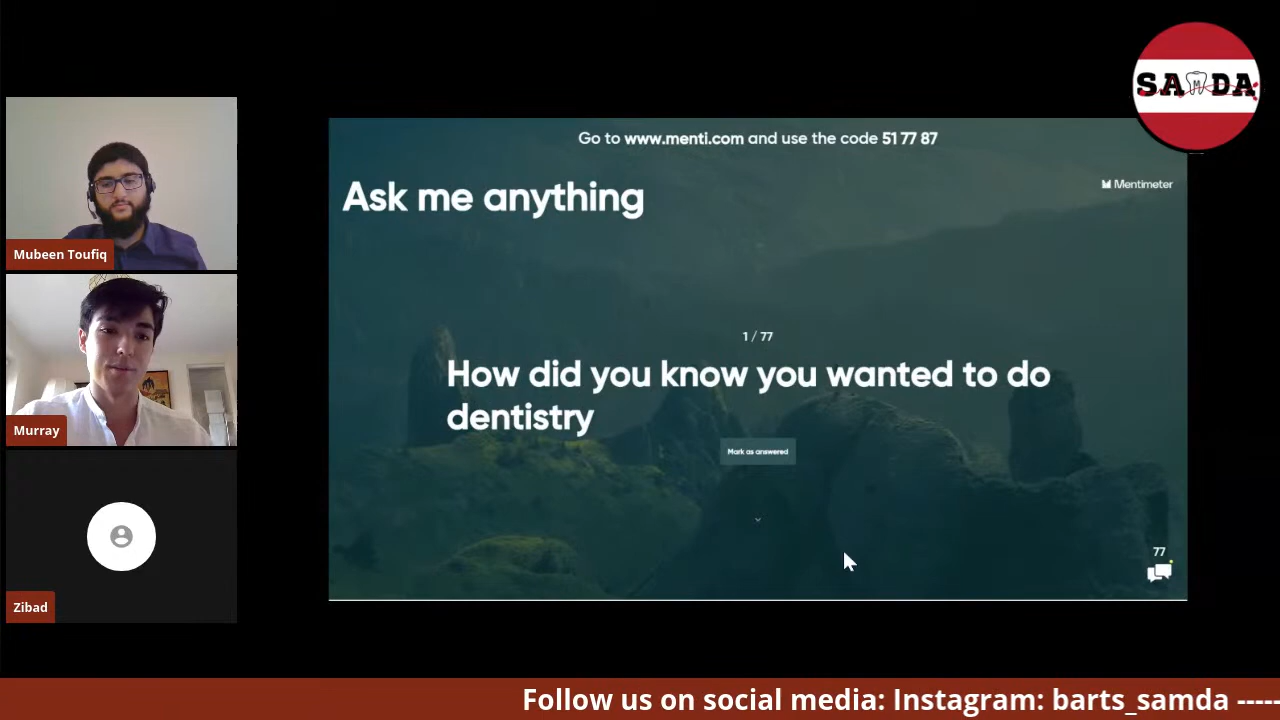 SAMDA
Go to www.menti.com and use the code 51 77 87
Ask me anything
Mentimeter
Mubeen Toufiq
1 / 77
How did you know you wanted to do
dentistry
Murray
Mark as answered
77
Zibad
Follow us on social media: Instagram: barts_samda -----